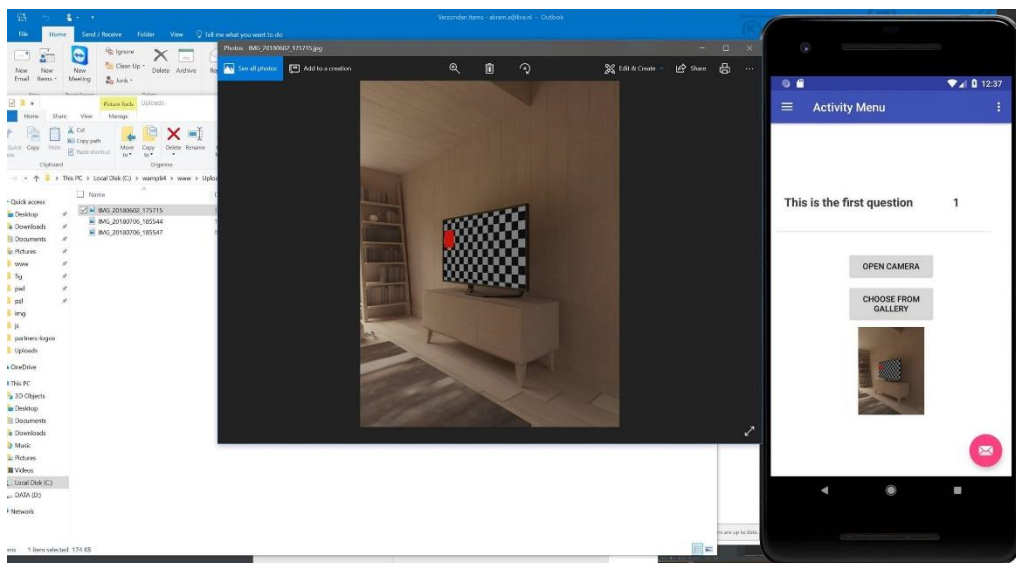 Verzonden Items - akram.a@live.nl - Outlook
File Home Send / Receive Folder View Tell me what you want to do
New Email
New Items
New Meeting
Ignore
Clean Up
Junk
Delete
Archive
Photos - IMG_20180602_175715.jpg
See all photos
Add to a creation
Edit & Create
Share
Picture Tools Uploads
Home Share View Manage
Copy
Paste
Cut
Copy path
Paste shortcut
Move to
Copy to
Delete
Rename
Clipboard
Organise
This PC > Local Disk (C:) > wamp64 > www >
Name
IMG_20180602_175715
IMG_20180706_185544
IMG_20180706_185547
Quick access
Desktop
Downloads
Documents
Pictures
www
pwl
psl
img
js
partners-logos
Uploads
OneDrive
This PC
3D Objects
Desktop
Documents
Downloads
Music
Pictures
Videos
Local Disk (C:)
DATA (D:)
Network
1 item selected 174 KB
12:37
Activity Menu
This is the first question 1
OPEN CAMERA
CHOOSE FROM
GALLERY